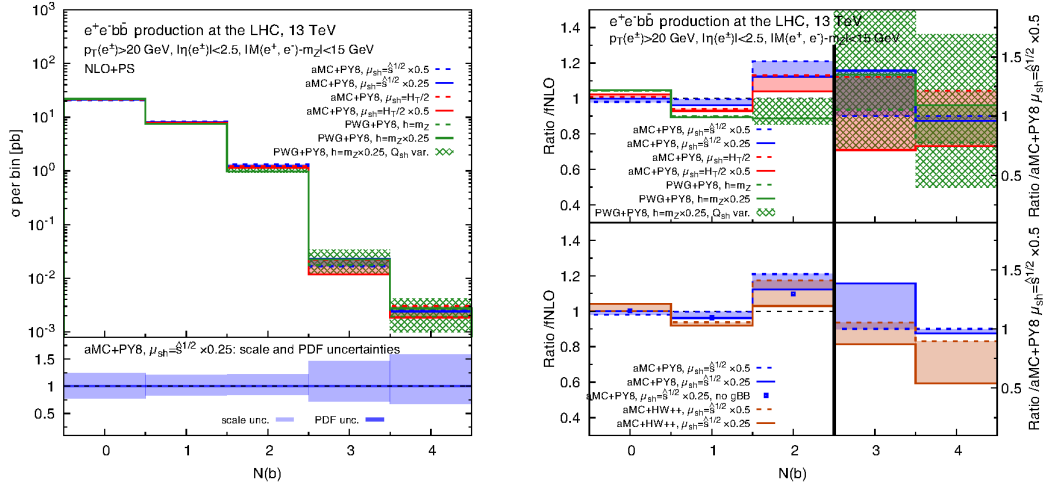 e⁺e⁻bb̄ production at the LHC, 13 TeV
p_T(e±)>20 GeV, |η(e±)|<2.5, |M(e⁺, e⁻)-m_Z|<15 GeV
NLO+PS
aMC+PY8, μ_sh=ŝ^1/2 ×0.5
aMC+PY8, μ_sh=ŝ^1/2 ×0.25
aMC+PY8, μ_sh=H_T/2
aMC+PY8, μ_sh=H_T/2 ×0.5
PWG+PY8, h=m_Z
PWG+PY8, h=m_Z×0.25
PWG+PY8, h=m_Z×0.25, Q_sh var.
σ per bin [pb]
10³
10²
10¹
10⁰
10⁻¹
10⁻²
10⁻³
aMC+PY8, μ_sh=ŝ^1/2 ×0.25: scale and PDF uncertainties
1.5
1
0.5
scale unc. PDF unc.
0 1 2 3 4
N(b)
e⁺e⁻bb̄ production at the LHC, 13 TeV
p_T(e±)>20 GeV, |η(e±)|<2.5, |M(e⁺, e⁻)-m_Z|<15 GeV
Ratio /fNLO
1.4
1.2
1
0.8
0.6
0.4
aMC+PY8, μ_sh=ŝ^1/2 ×0.5
aMC+PY8, μ_sh=ŝ^1/2 ×0.25
aMC+PY8, μ_sh=H_T/2
aMC+PY8, μ_sh=H_T/2 ×0.5
PWG+PY8, h=m_Z
PWG+PY8, h=m_Z×0.25
PWG+PY8, h=m_Z×0.25, Q_sh var.
1.5
1
0.5
Ratio /aMC+PY8 μ_sh=ŝ^1/2 ×0.5
Ratio /fNLO
1.4
1.2
1
0.8
0.6
0.4
aMC+PY8, μ_sh=ŝ^1/2 ×0.5
aMC+PY8, μ_sh=ŝ^1/2 ×0.25
aMC+PY8, μ_sh=ŝ^1/2 ×0.25, no gBB
aMC+HW++, μ_sh=ŝ^1/2 ×0.5
aMC+HW++, μ_sh=ŝ^1/2 ×0.25
1.5
1
0.5
Ratio /aMC+PY8 μ_sh=ŝ^1/2 ×0.5
0 1 2 3 4
N(b)